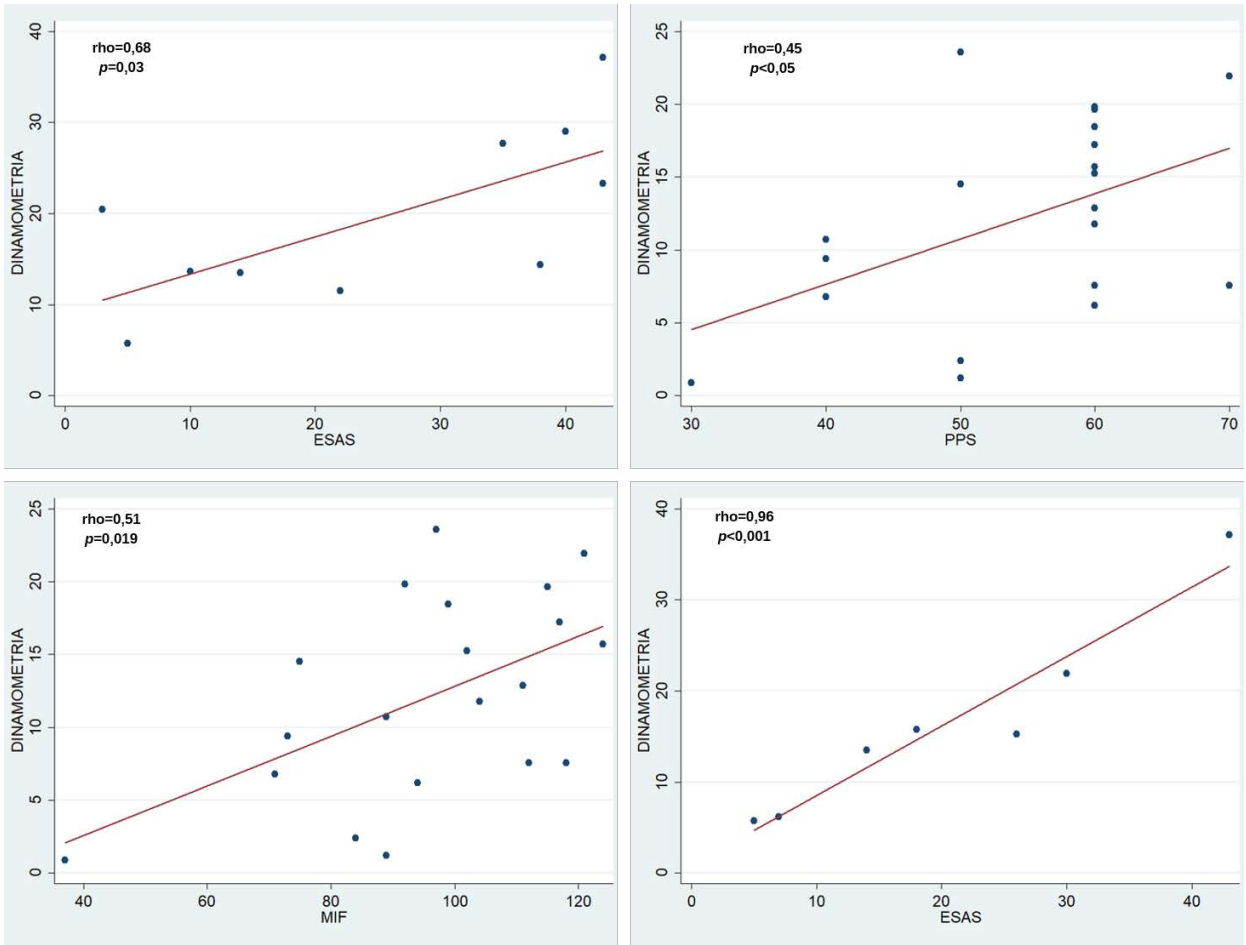 rho=0,68
p=0,03
40
30
20
10
0
DINAMOMETRIA
0 10 20 30 40
ESAS
rho=0,45
p<0,05
25
20
15
10
5
0
DINAMOMETRIA
30 40 50 60 70
PPS
rho=0,51
p=0,019
25
20
15
10
5
0
DINAMOMETRIA
40 60 80 100 120
MIF
rho=0,96
p<0,001
40
30
20
10
0
DINAMOMETRIA
0 10 20 30 40
ESAS